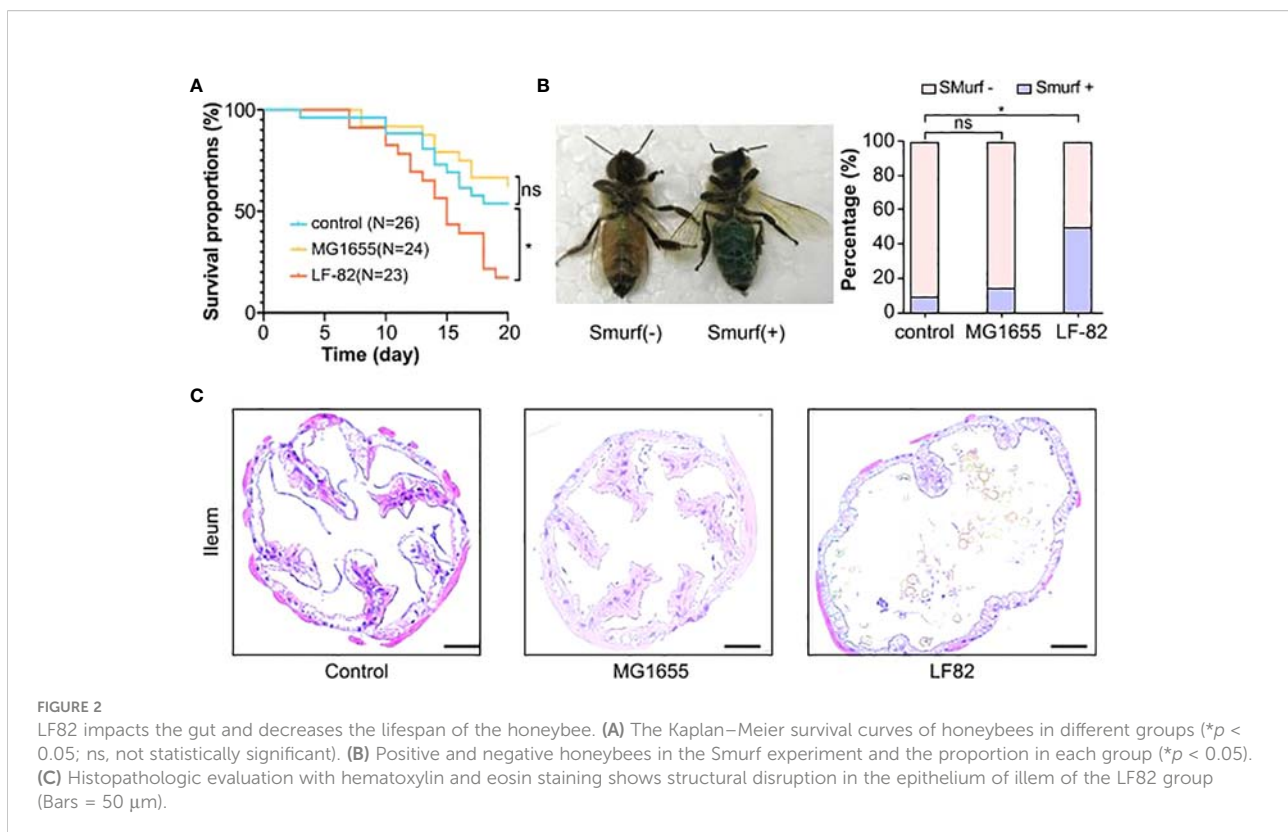 A
Survival proportions (%)
100
50
0
control (N=26)
MG1655(N=24)
LF-82(N=23)
ns
*
0 5 10 15 20
Time (day)
B
Smurf(-) Smurf(+)
SMurf - Smurf +
*
ns
Percentage (%)
100
80
60
40
20
0
control MG1655 LF-82
C
Ileum
Control MG1655 LF82
FIGURE 2
LF82 impacts the gut and decreases the lifespan of the honeybee. (A) The Kaplan–Meier survival curves of honeybees in different groups (*p <
0.05; ns, not statistically significant). (B) Positive and negative honeybees in the Smurf experiment and the proportion in each group (*p < 0.05).
(C) Histopathologic evaluation with hematoxylin and eosin staining shows structural disruption in the epithelium of illem of the LF82 group
(Bars = 50 μm).